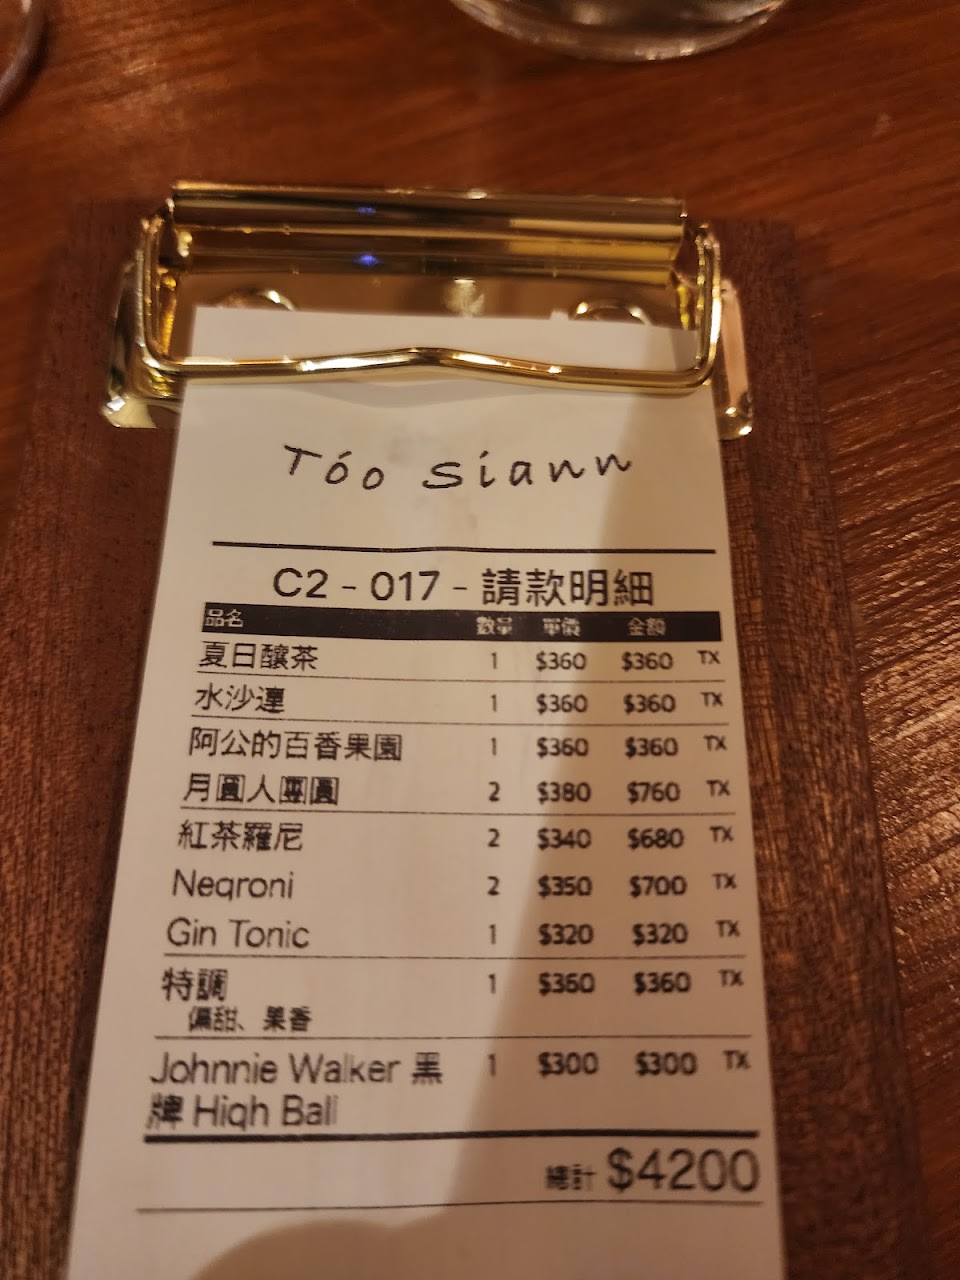 Tóo Síann
C2 - 017 - 請款明細
品名 數量 單價 金額
夏日釀茶 1 $360 $360 TX
水沙連 1 $360 $360 TX
阿公的百香果園 1 $360 $360 TX
月圓人團圓 2 $380 $760 TX
紅茶羅尼 2 $340 $680 TX
Negroni 2 $350 $700 TX
Gin Tonic 1 $320 $320 TX
特調 1 $360 $360 TX
偏甜、果香
Johnnie Walker 黑 1 $300 $300 TX
牌 High Ball
總計 $4200